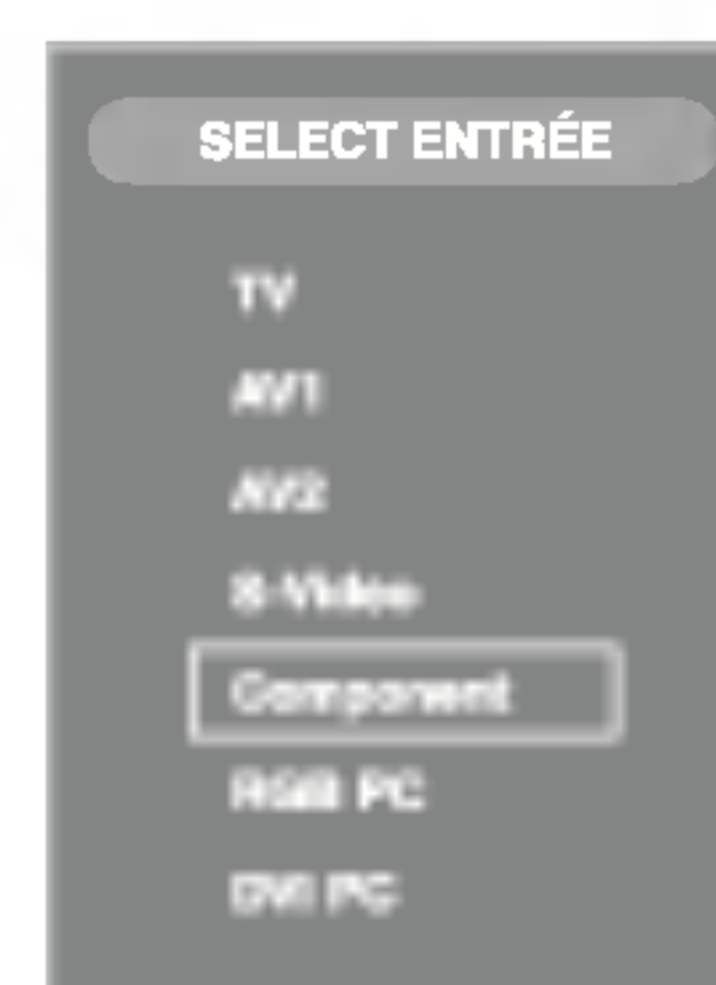 SELECT ENTRÉE
TV
AV1
AV2
S-Video
Component
RGB PC
DVI PC